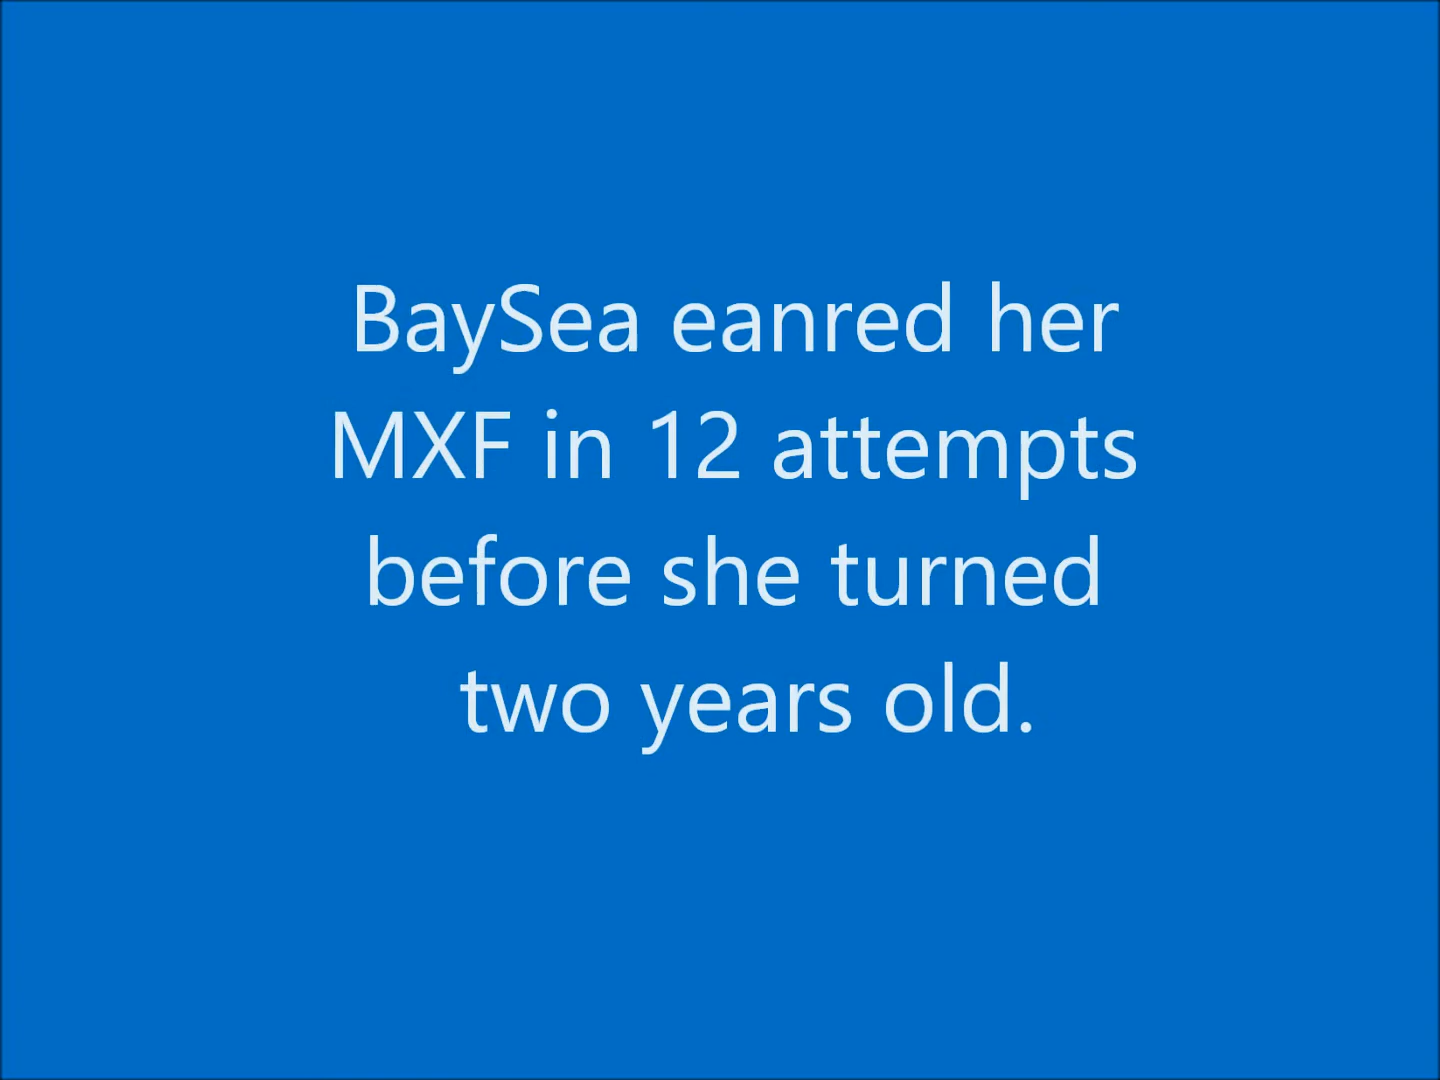 BaySea eanred her
MXF in 12 attempts
before she turned
two years old.